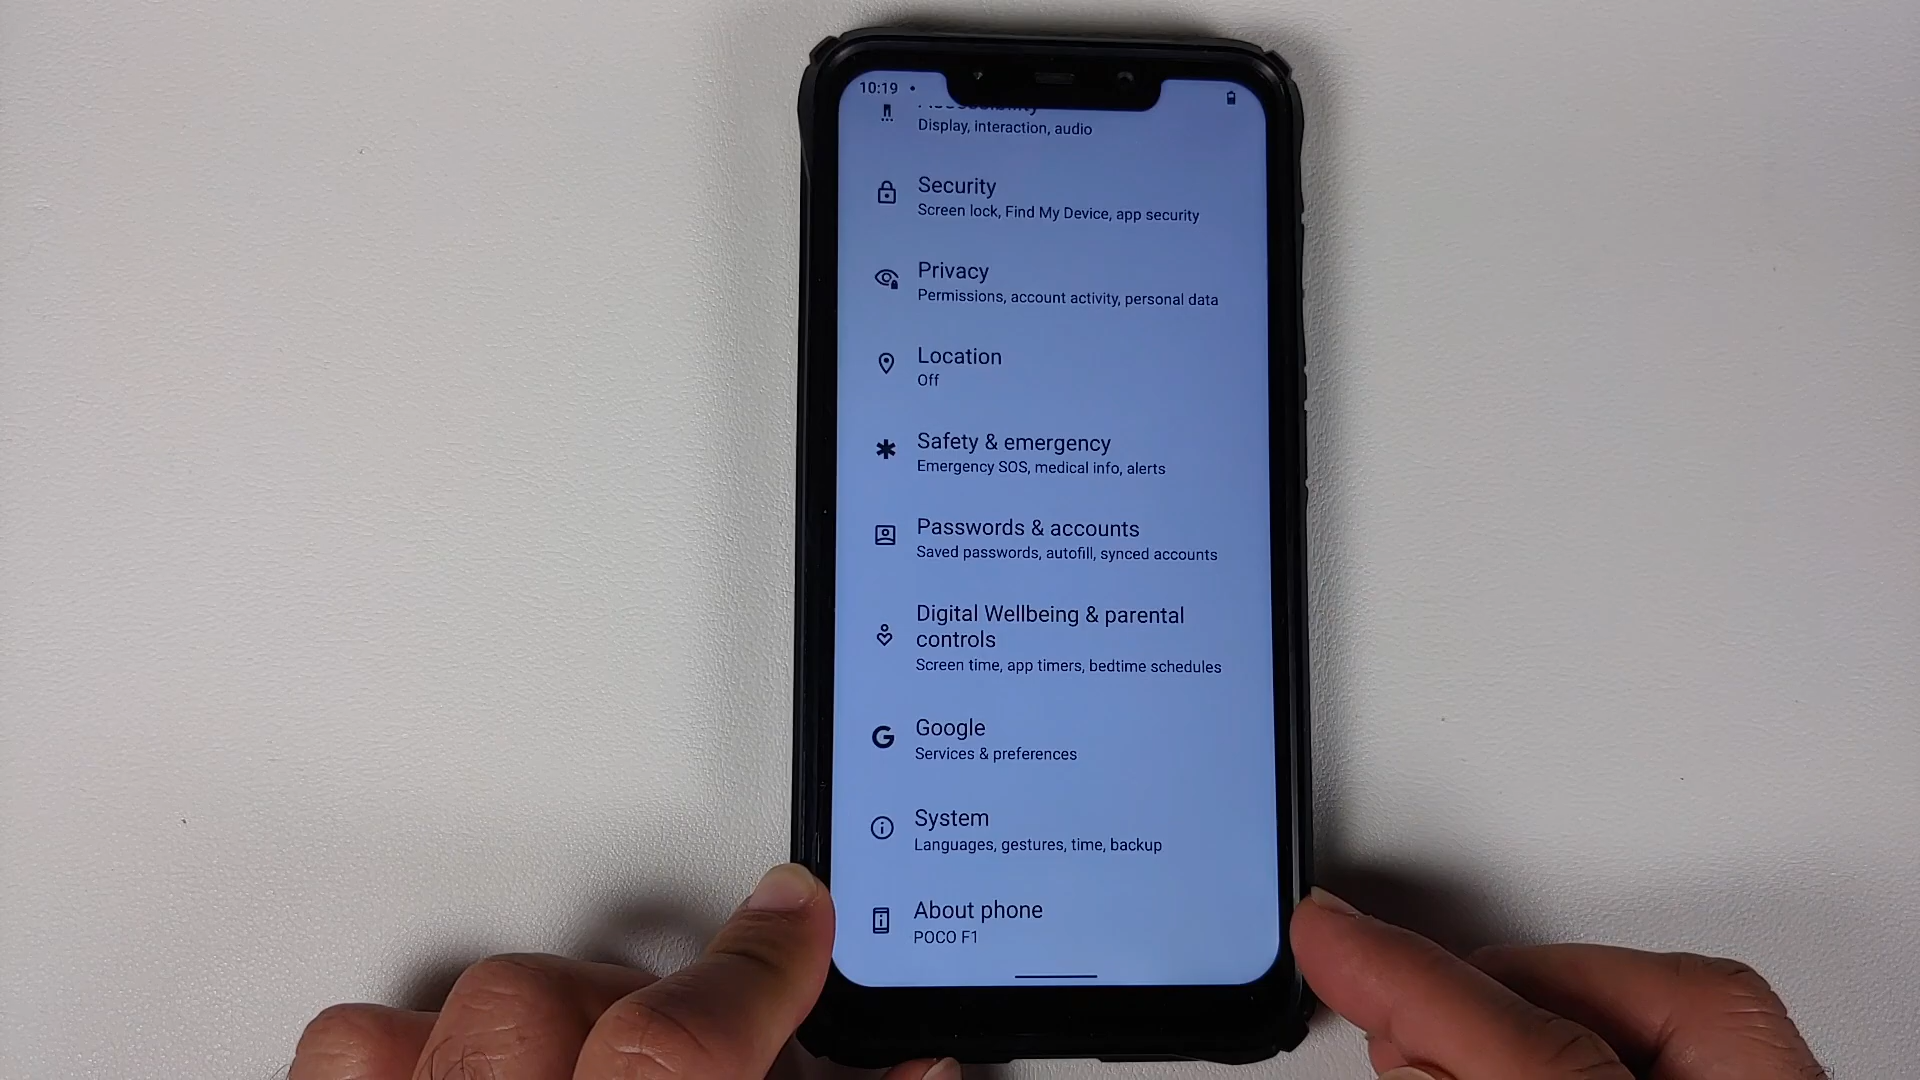 10:19
Accessibility
Display, interaction, audio
Security
Screen lock, Find My Device, app security
Privacy
Permissions, account activity, personal data
Location
Off
Safety & emergency
Emergency SOS, medical info, alerts
Passwords & accounts
Saved passwords, autofill, synced accounts
Digital Wellbeing & parental
controls
Screen time, app timers, bedtime schedules
Google
Services & preferences
System
Languages, gestures, time, backup
About phone
POCO F1